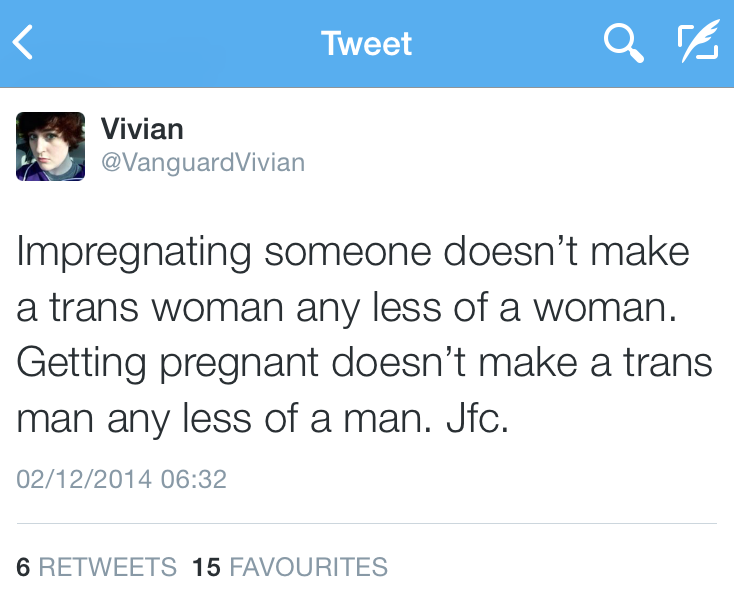 Tweet
Vivian
@VanguardVivian
Impregnating someone doesn’t make
a trans woman any less of a woman.
Getting pregnant doesn’t make a trans
man any less of a man. Jfc.
02/12/2014 06:32
6 RETWEETS 15 FAVOURITES